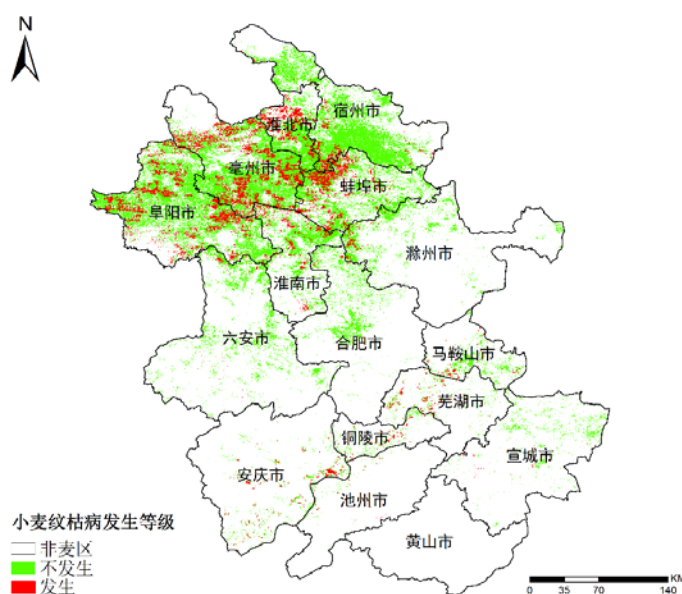 N
宿州市
淮北市
亳州市
蚌埠市
阜阳市
滁州市
淮南市
六安市
合肥市
马鞍山市
芜湖市
铜陵市
宣城市
安庆市
池州市
黄山市
小麦纹枯病发生等级
非麦区
不发生
发生
KM
0 35 70 140